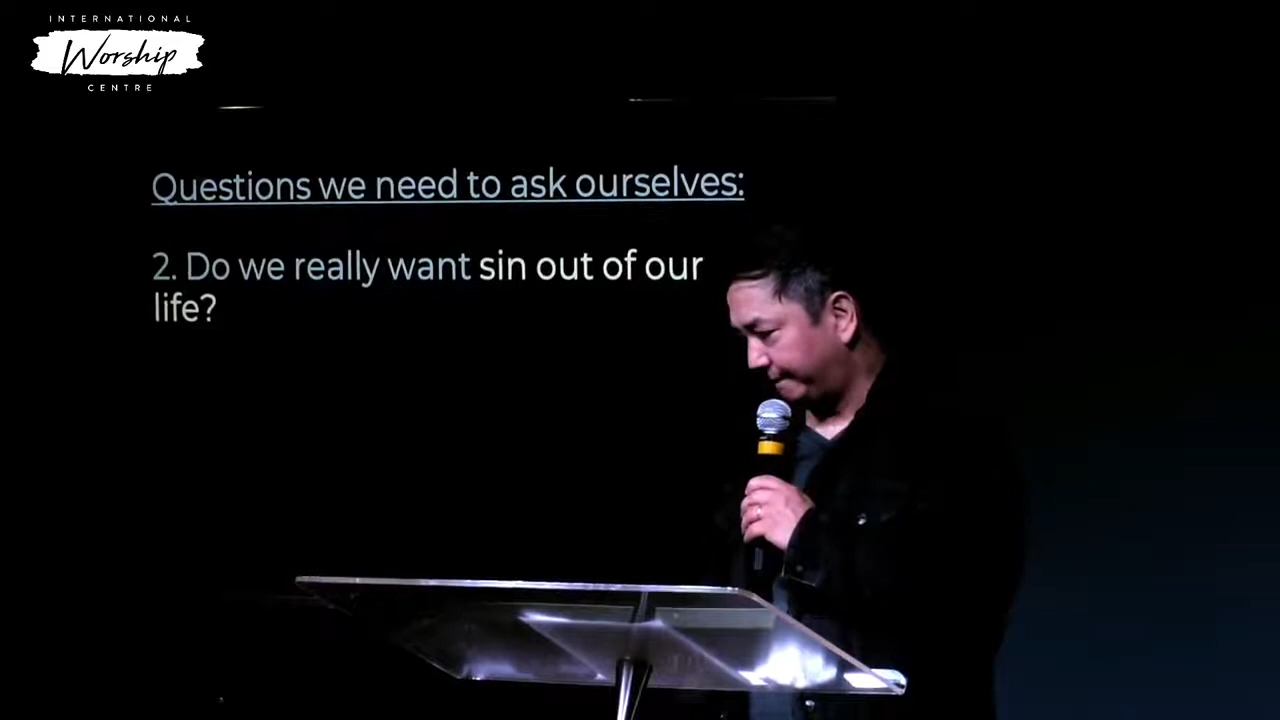 INTERNATIONAL
Worship
CENTRE
Questions we need to ask ourselves:
2. Do we really want sin out of our
life?